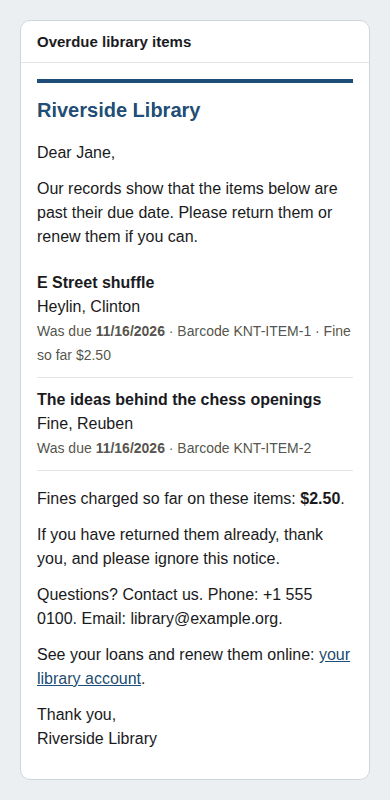 Overdue library items
Riverside Library
Dear Jane,
Our records show that the items below are
past their due date. Please return them or
renew them if you can.
E Street shuffle
Heylin, Clinton
Was due 11/16/2026 · Barcode KNT-ITEM-1 · Fine
so far $2.50
The ideas behind the chess openings
Fine, Reuben
Was due 11/16/2026 · Barcode KNT-ITEM-2
Fines charged so far on these items: $2.50.
If you have returned them already, thank
you, and please ignore this notice.
Questions? Contact us. Phone: +1 555
0100. Email: library@example.org.
See your loans and renew them online: your
library account.
Thank you,
Riverside Library